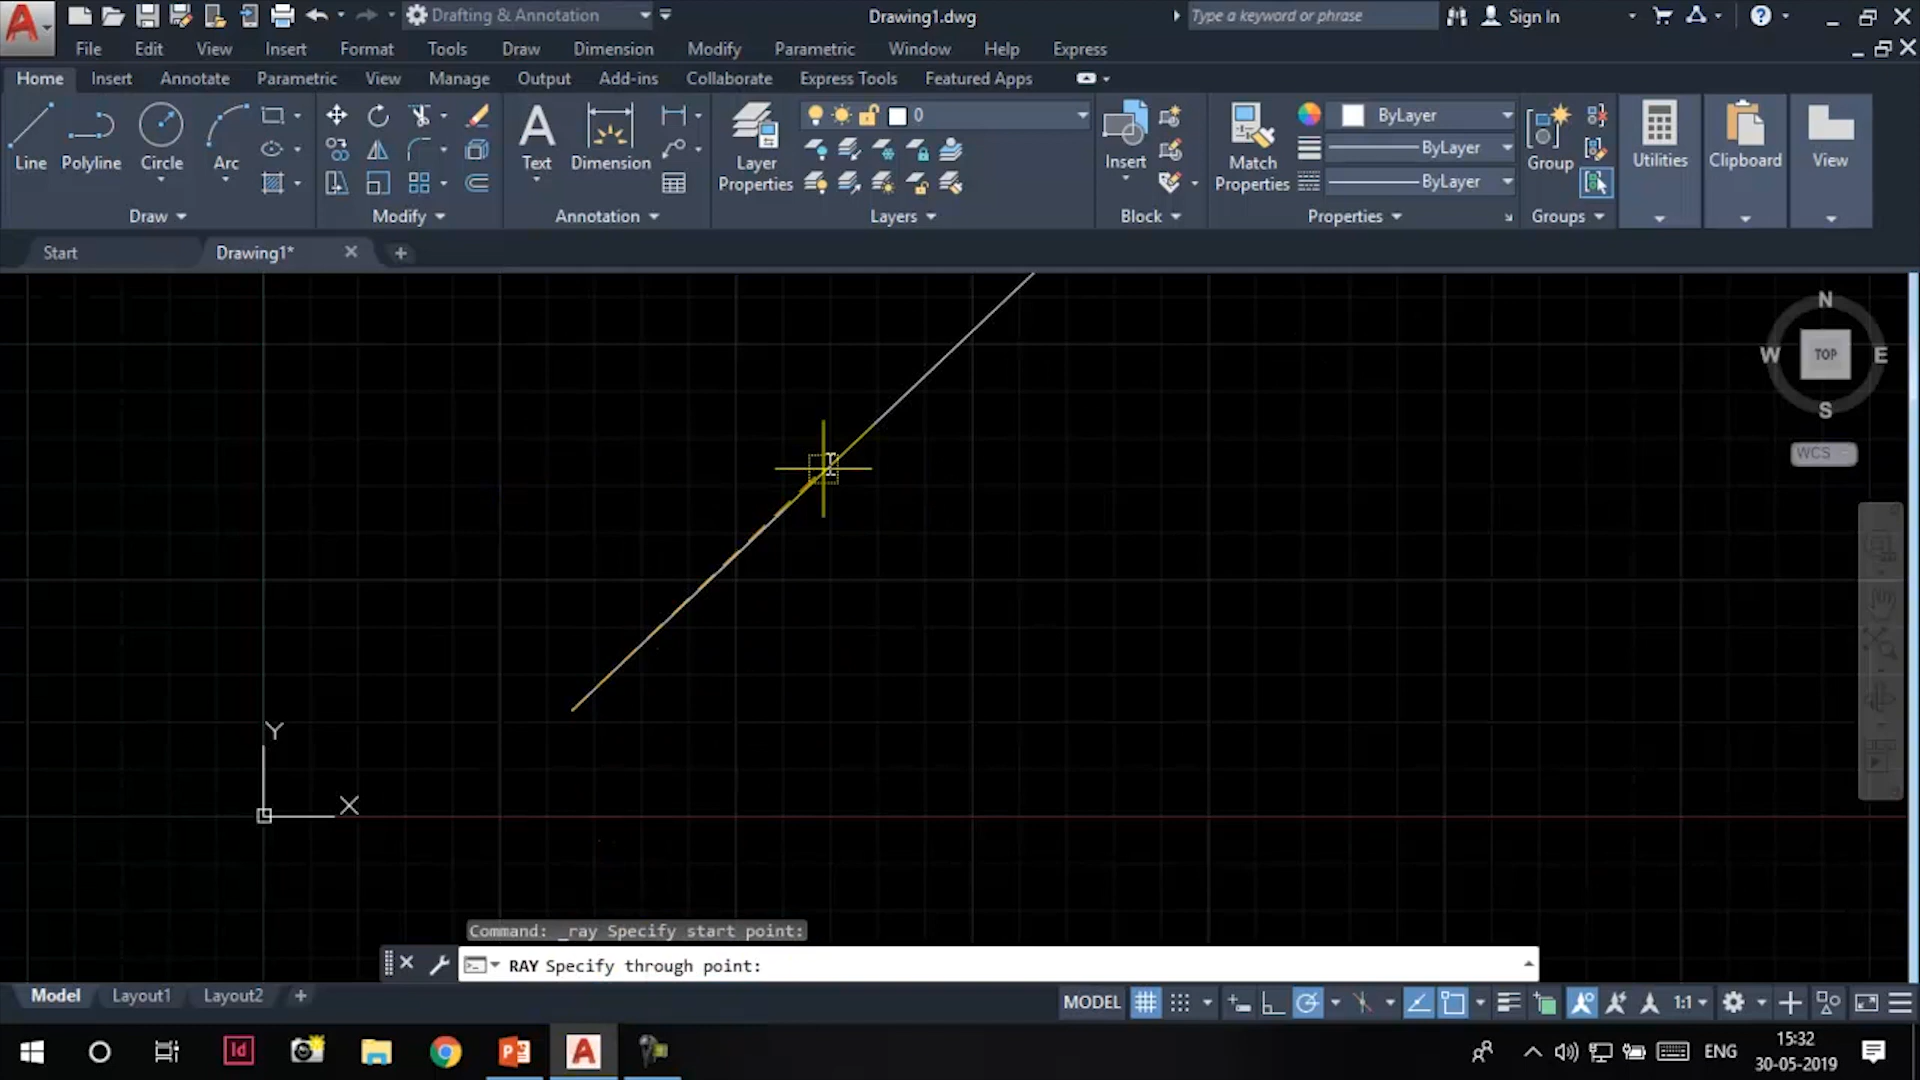 Drafting & Annotation
Drawing1.dwg
Type a keyword or phrase
Sign In
File Edit View Insert Format Tools Draw Dimension Modify Parametric Window Help Express
Home Insert Annotate Parametric View Manage Output Add-ins Collaborate Express Tools Featured Apps
0
ByLayer
Line Polyline Circle Arc
Text Dimension
Layer Properties
Insert
Match Properties
ByLayer
ByLayer
Group
Utilities Clipboard View
Draw Modify Annotation Layers Block Properties Groups
Start Drawing1*
N
W TOP E
S
WCS
Y
X
Command: _ray Specify start point:
RAY Specify through point:
Model Layout1 Layout2
MODEL 1:1
Id
ENG
15:32
30-05-2019